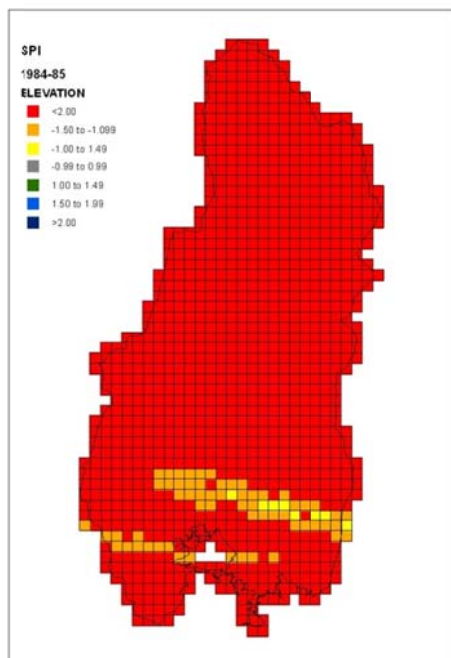 SPI
1984-85
ELEVATION
<2.00
-1.50 to -1.099
-1.00 to 1.49
-0.99 to 0.99
1.00 to 1.49
1.50 to 1.99
>2.00